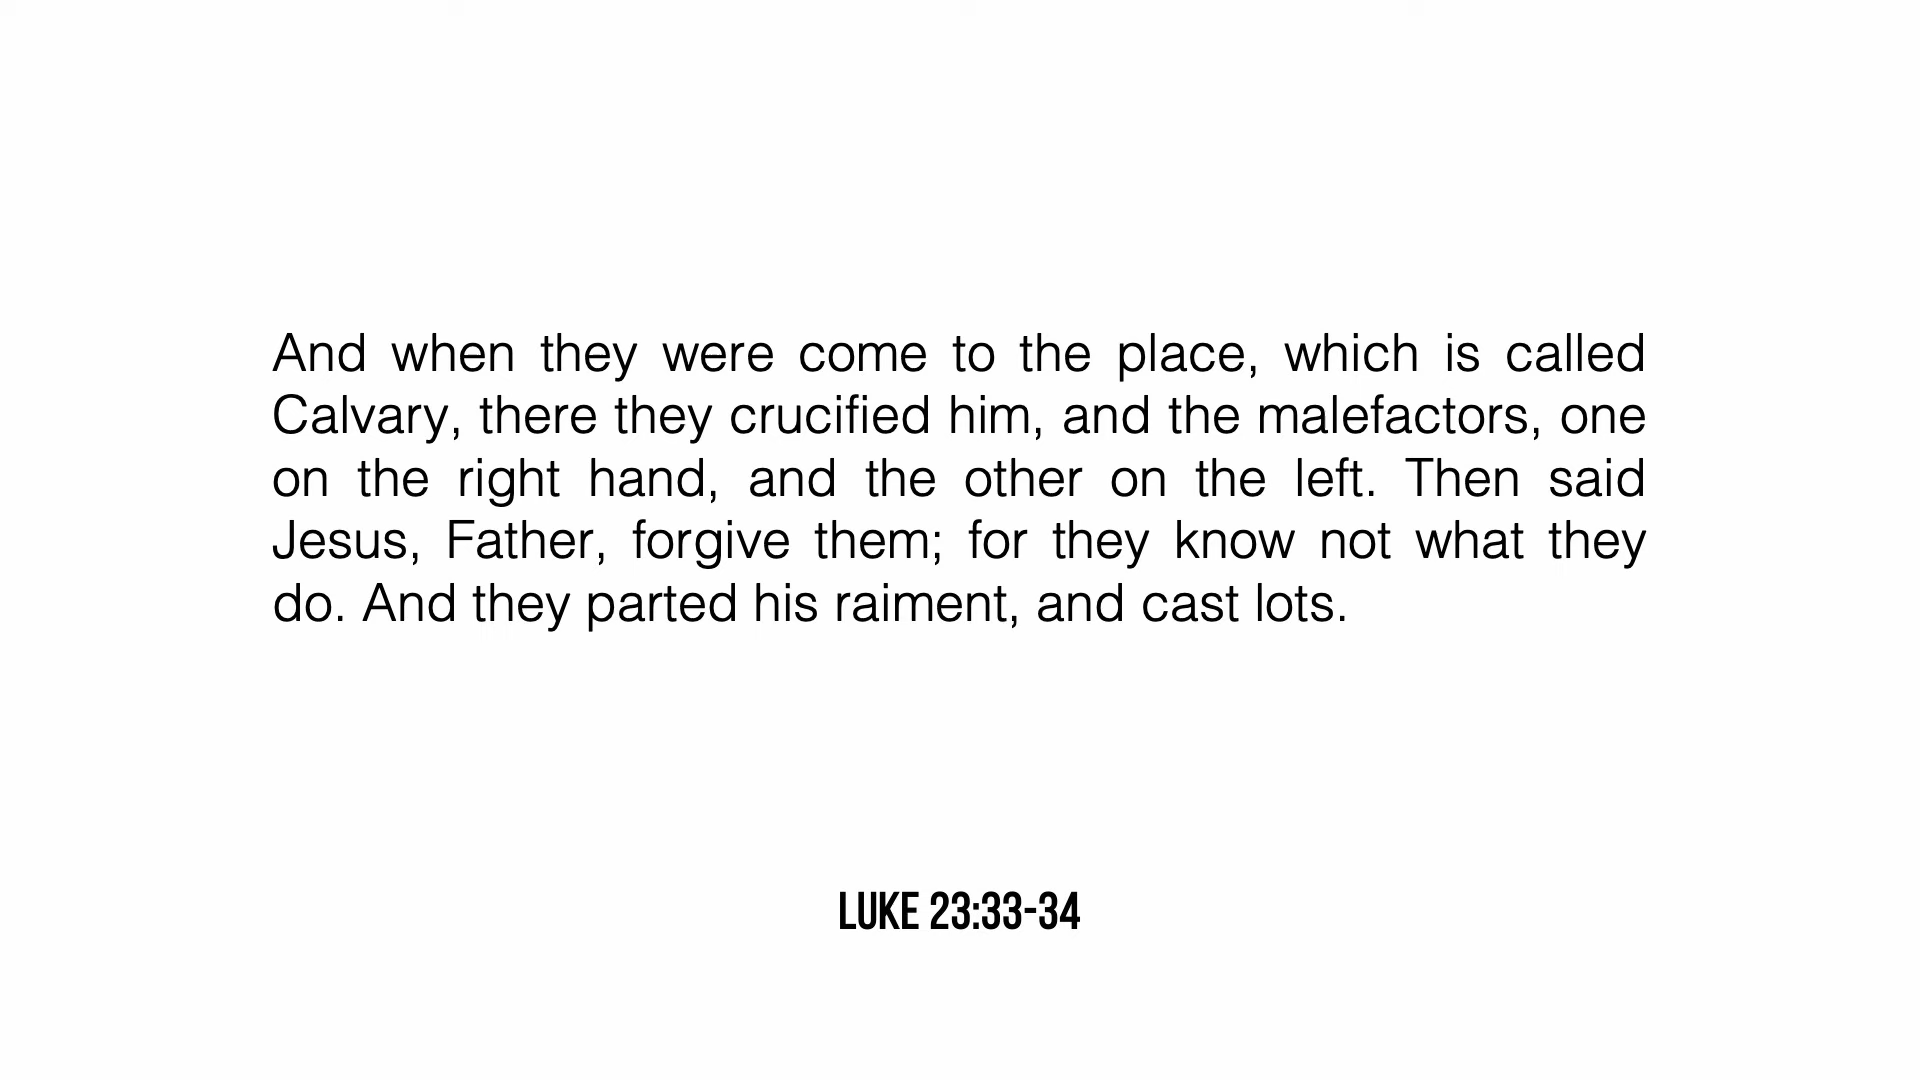 And when they were come to the place, which is called
Calvary, there they crucified him, and the malefactors, one
on the right hand, and the other on the left. Then said
Jesus, Father, forgive them; for they know not what they
do. And they parted his raiment, and cast lots.
LUKE 23:33-34